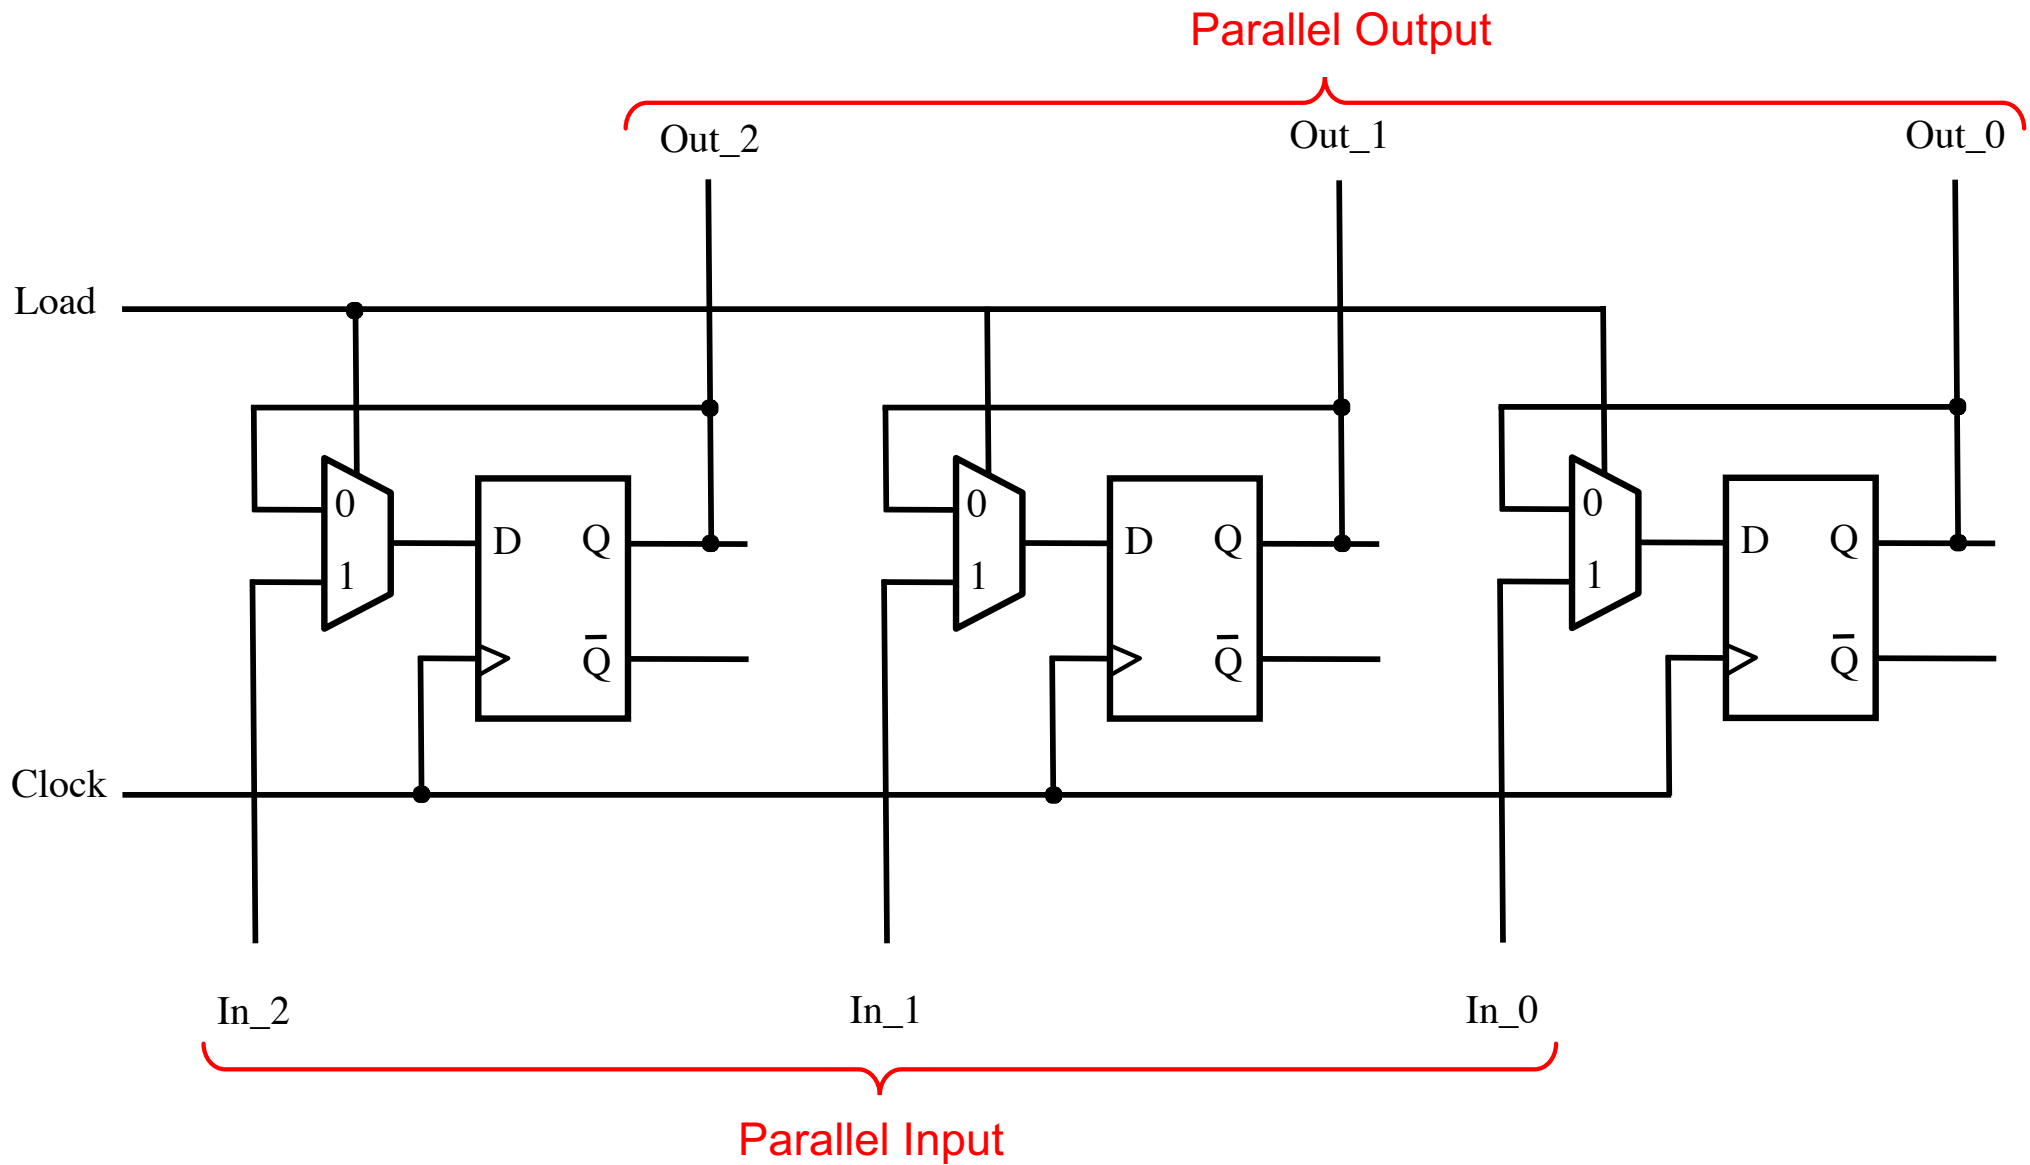 Parallel Output
Out_2 Out_1 Out_0
Load
0 0 0
D Q D Q D Q
1 1 1
Q̅ Q̅ Q̅
Clock
In_2 In_1 In_0
Parallel Input